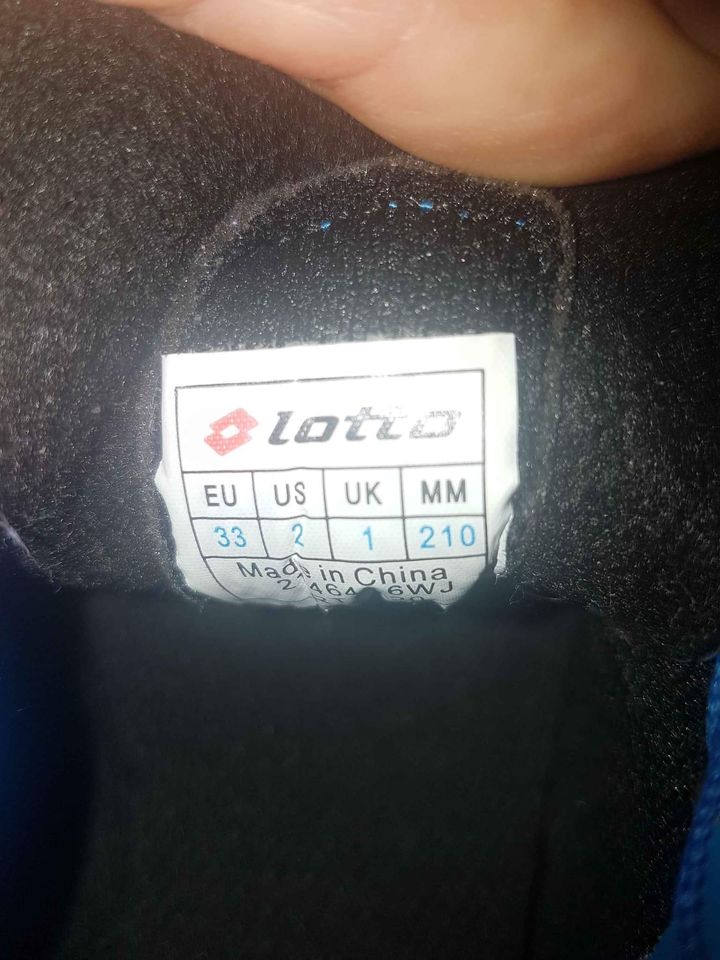 lotto
EU US UK MM
33 2 1 210
Made in China